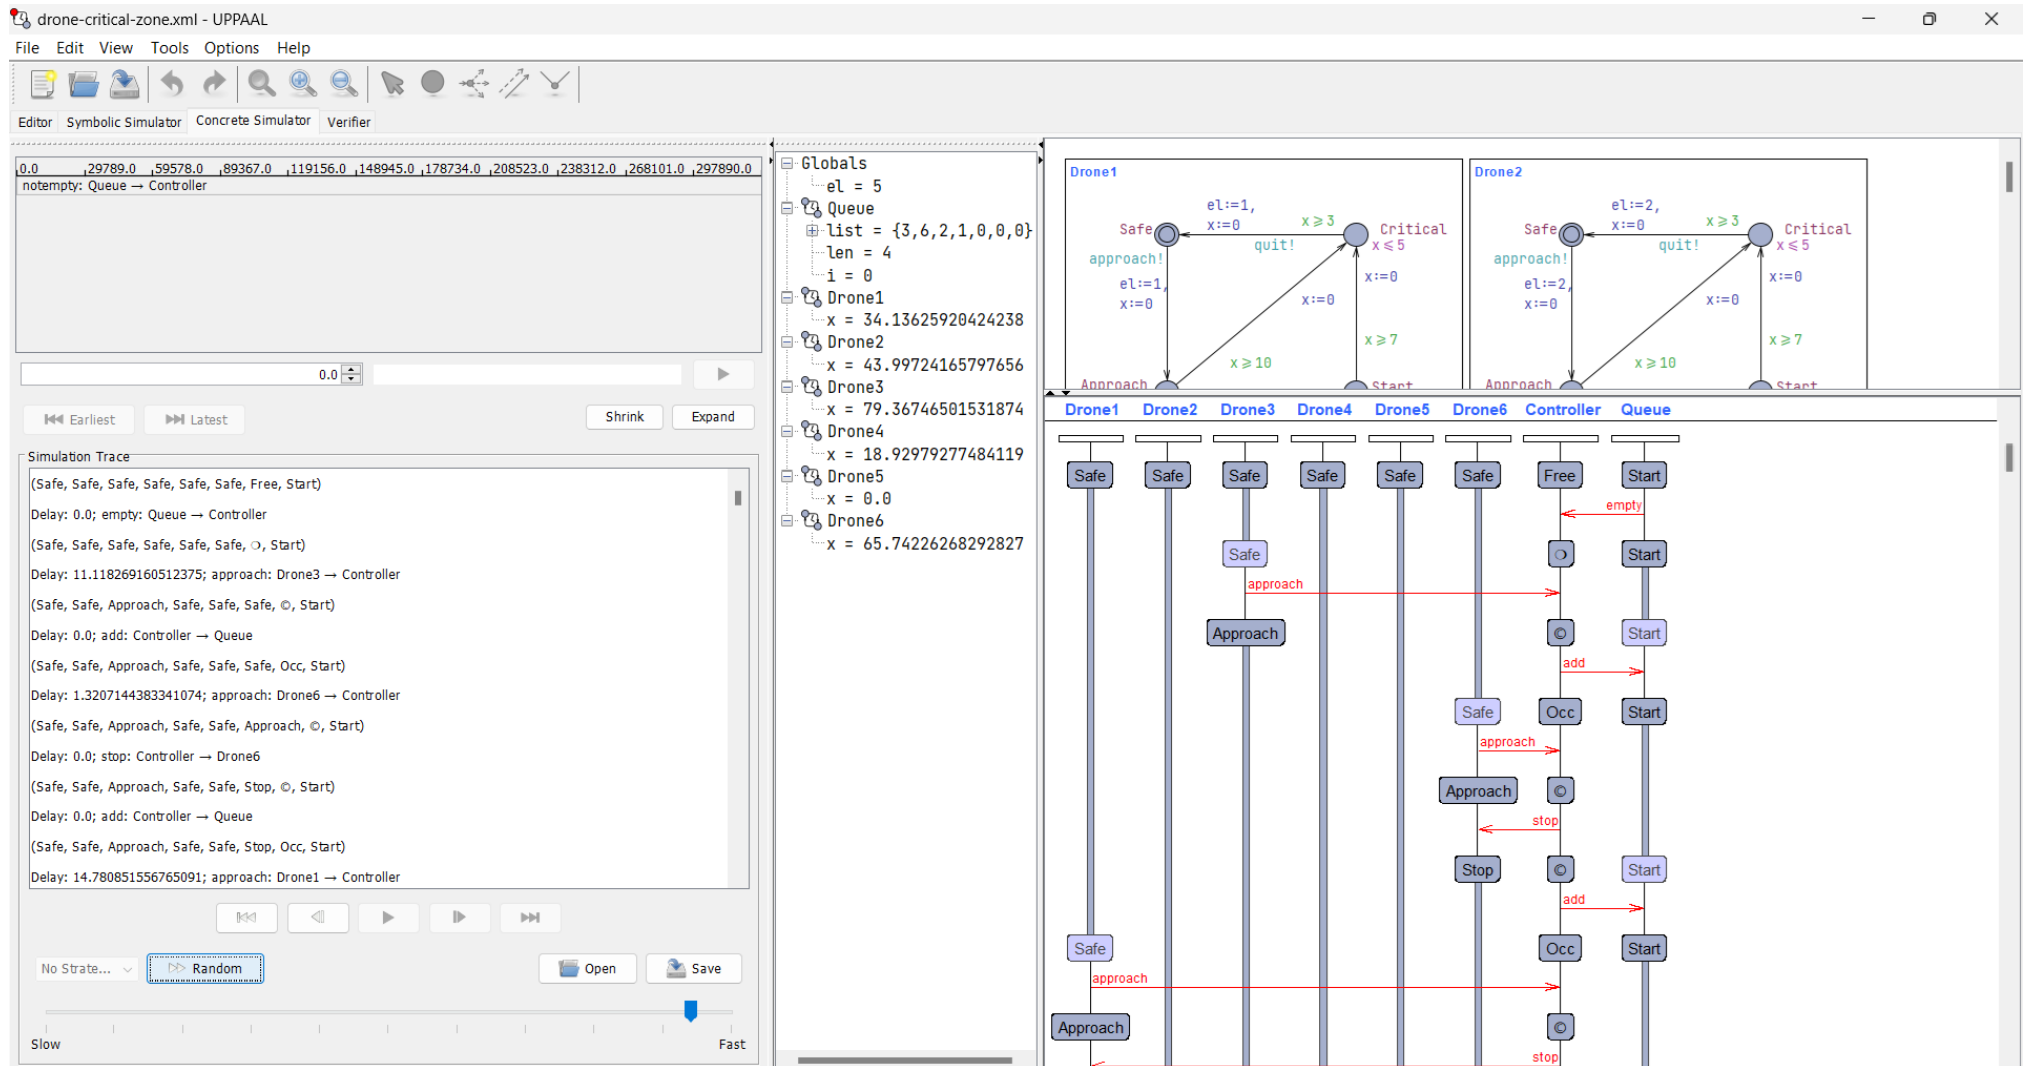 drone-critical-zone.xml - UPPAAL
File Edit View Tools Options Help
Editor Symbolic Simulator Concrete Simulator Verifier
0.0 29789.0 59578.0 89367.0 119156.0 148945.0 178734.0 208523.0 238312.0 268101.0 297890.0
notempty: Queue → Controller
0.0
Earliest Latest Shrink Expand
Simulation Trace
(Safe, Safe, Safe, Safe, Safe, Safe, Free, Start)
Delay: 0.0; empty: Queue → Controller
(Safe, Safe, Safe, Safe, Safe, Safe, ❍, Start)
Delay: 11.118269160512375; approach: Drone3 → Controller
(Safe, Safe, Approach, Safe, Safe, Safe, ©, Start)
Delay: 0.0; add: Controller → Queue
(Safe, Safe, Approach, Safe, Safe, Safe, Occ, Start)
Delay: 1.3207144383341074; approach: Drone6 → Controller
(Safe, Safe, Approach, Safe, Safe, Approach, ©, Start)
Delay: 0.0; stop: Controller → Drone6
(Safe, Safe, Approach, Safe, Safe, Stop, ©, Start)
Delay: 0.0; add: Controller → Queue
(Safe, Safe, Approach, Safe, Safe, Stop, Occ, Start)
Delay: 14.780851556765091; approach: Drone1 → Controller
No Strate... Random Open Save
Slow Fast
Globals
el = 5
Queue
list = {3,6,2,1,0,0,0}
len = 4
i = 0
Drone1
x = 34.13625920424238
Drone2
x = 43.99724165797656
Drone3
x = 79.36746501531874
Drone4
x = 18.92979277484119
Drone5
x = 0.0
Drone6
x = 65.74226268292827
Drone1
el:=1,
x:=0
x≥3
Safe
Critical
quit!
x≤5
approach!
x:=0
el:=1,
x:=0
x:=0
x≥7
x≥10
Approach
Start
Drone2
el:=2,
x:=0
x≥3
Safe
Critical
quit!
x≤5
approach!
x:=0
el:=2,
x:=0
x:=0
x≥7
x≥10
Approach
Start
Drone1 Drone2 Drone3 Drone4 Drone5 Drone6 Controller Queue
Safe Safe Safe Safe Safe Safe Free Start
empty
Safe ❍ Start
approach
Approach © Start
add
Safe Occ Start
approach
Approach ©
stop
Stop © Start
add
Safe Occ Start
approach
Approach ©
stop